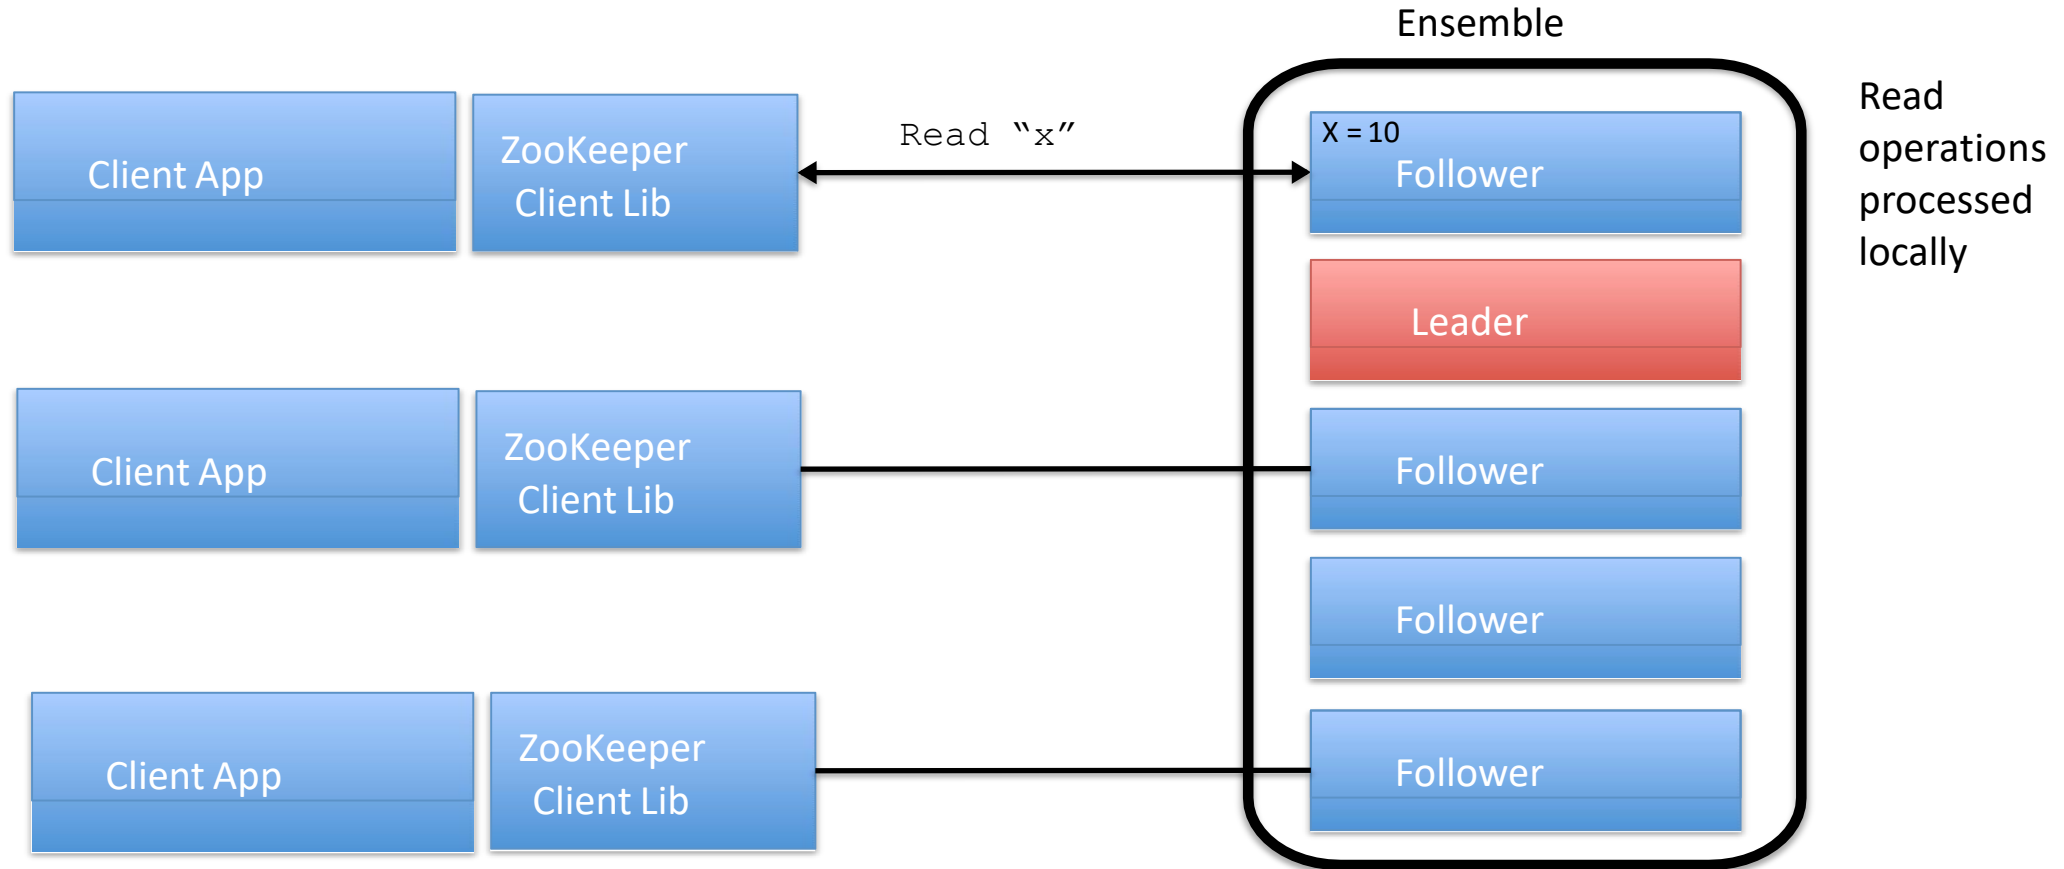 Ensemble
Client App
ZooKeeper
Client Lib
Read “x”
X = 10
Follower
Read
operations
processed
locally
Leader
Client App
ZooKeeper
Client Lib
Follower
Follower
Client App
ZooKeeper
Client Lib
Follower